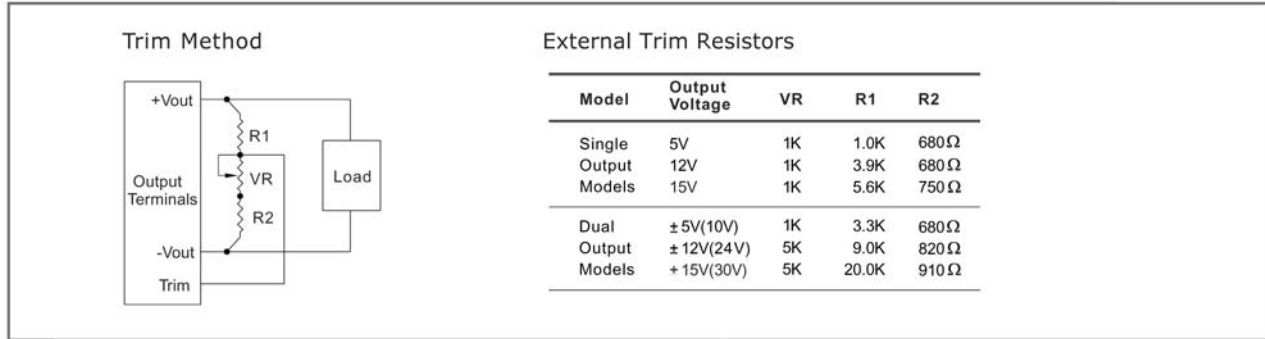 Trim Method
+Vout
R1
VR
Load
Output
Terminals
R2
-Vout
Trim
External Trim Resistors
Model Output Voltage VR R1 R2
Single 5V 1K 1.0K 680Ω
Output 12V 1K 3.9K 680Ω
Models 15V 1K 5.6K 750Ω
Dual ±5V(10V) 1K 3.3K 680Ω
Output ±12V(24V) 5K 9.0K 820Ω
Models +15V(30V) 5K 20.0K 910Ω